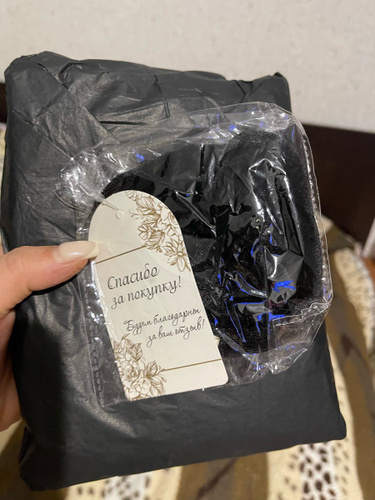 Спасибо
за покупку!
Будем благодарны
за ваш отзыв!